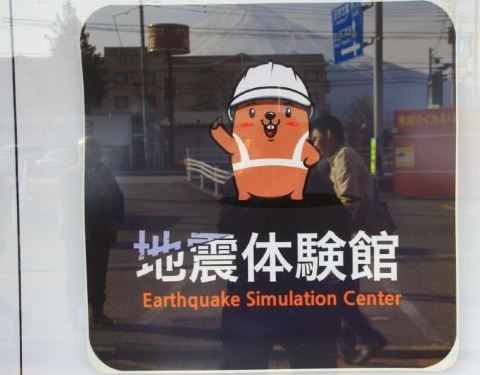 地震体験館
Earthquake Simulation Center